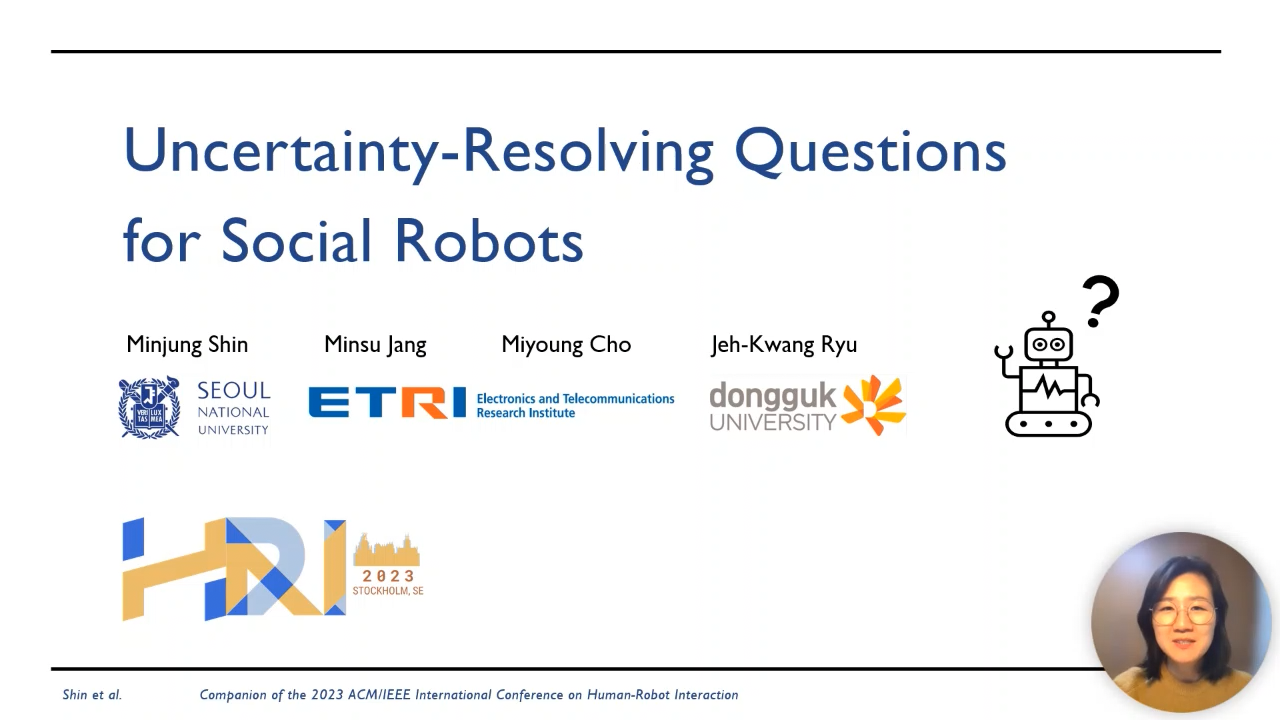 Uncertainty-Resolving Questions
for Social Robots
?
Minjung Shin
Minsu Jang
Miyoung Cho
Jeh-Kwang Ryu
VERI LUX
TAS MEA
SEOUL
NATIONAL
UNIVERSITY
ETRI
Electronics and Telecommunications
Research Institute
dongguk
UNIVERSITY
HRI
2023
STOCKHOLM, SE
Shin et al.
Companion of the 2023 ACM/IEEE International Conference on Human-Robot Interaction